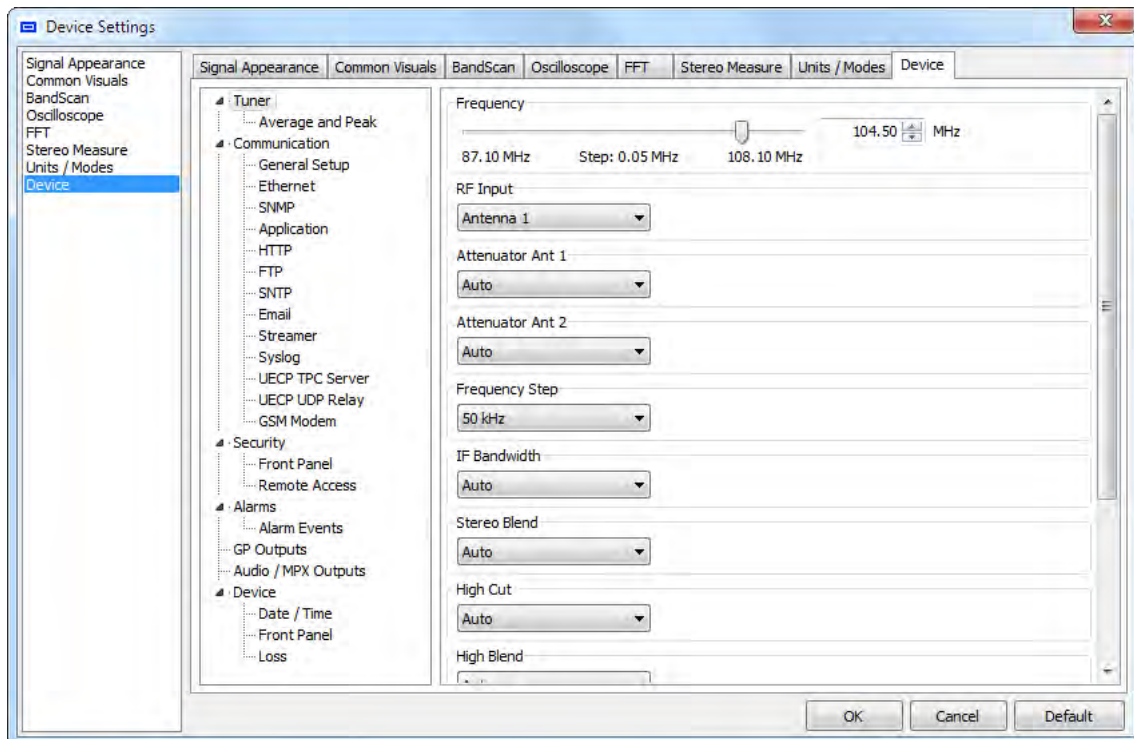 Device Settings
Signal Appearance
Common Visuals
BandScan
Oscilloscope
FFT
Stereo Measure
Units / Modes
Device
Signal Appearance Common Visuals BandScan Oscilloscope FFT Stereo Measure Units / Modes Device
Tuner
Average and Peak
Communication
General Setup
Ethernet
SNMP
Application
HTTP
FTP
SNTP
Email
Streamer
Syslog
UECP TPC Server
UECP UDP Relay
GSM Modem
Security
Front Panel
Remote Access
Alarms
Alarm Events
GP Outputs
Audio / MPX Outputs
Device
Date / Time
Front Panel
Loss
Frequency
104.50 MHz
87.10 MHz Step: 0.05 MHz 108.10 MHz
RF Input
Antenna 1
Attenuator Ant 1
Auto
Attenuator Ant 2
Auto
Frequency Step
50 kHz
IF Bandwidth
Auto
Stereo Blend
Auto
High Cut
Auto
High Blend
OK Cancel Default